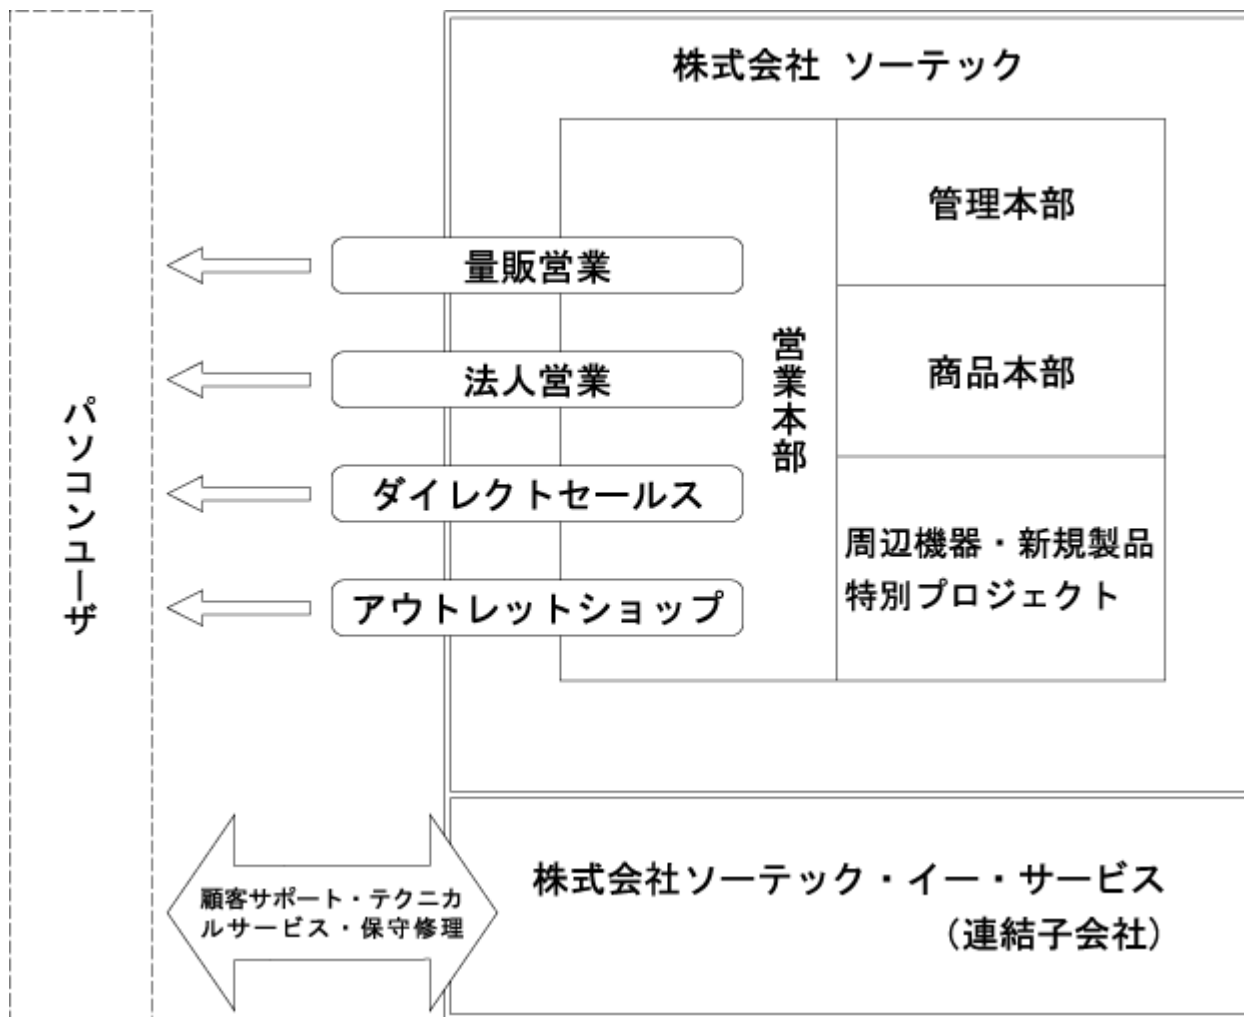 株式会社 ソーテック
管理本部
量販営業
営業本部
商品本部
法人営業
パソコンユーザ
ダイレクトセールス
周辺機器・新規製品
特別プロジェクト
アウトレットショップ
顧客サポート・テクニカ
ルサービス・保守修理
株式会社ソーテック・イー・サービス
（連結子会社）